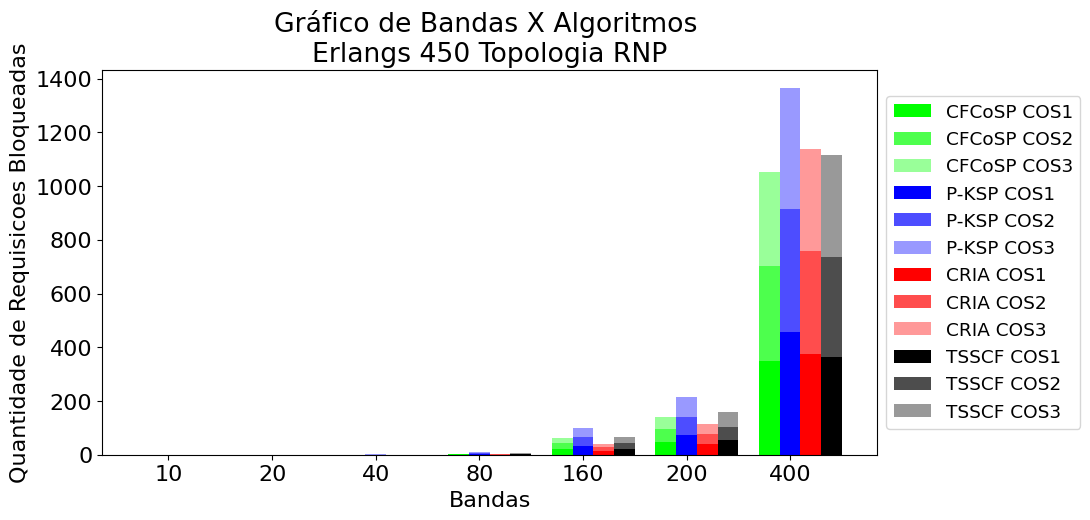 Gráfico de Bandas X Algoritmos
Erlangs 450 Topologia RNP
Quantidade de Requisicoes Bloqueadas
1400
1200
1000
800
600
400
200
0
10 20 40 80 160 200 400
Bandas
CFCoSP COS1
CFCoSP COS2
CFCoSP COS3
P-KSP COS1
P-KSP COS2
P-KSP COS3
CRIA COS1
CRIA COS2
CRIA COS3
TSSCF COS1
TSSCF COS2
TSSCF COS3